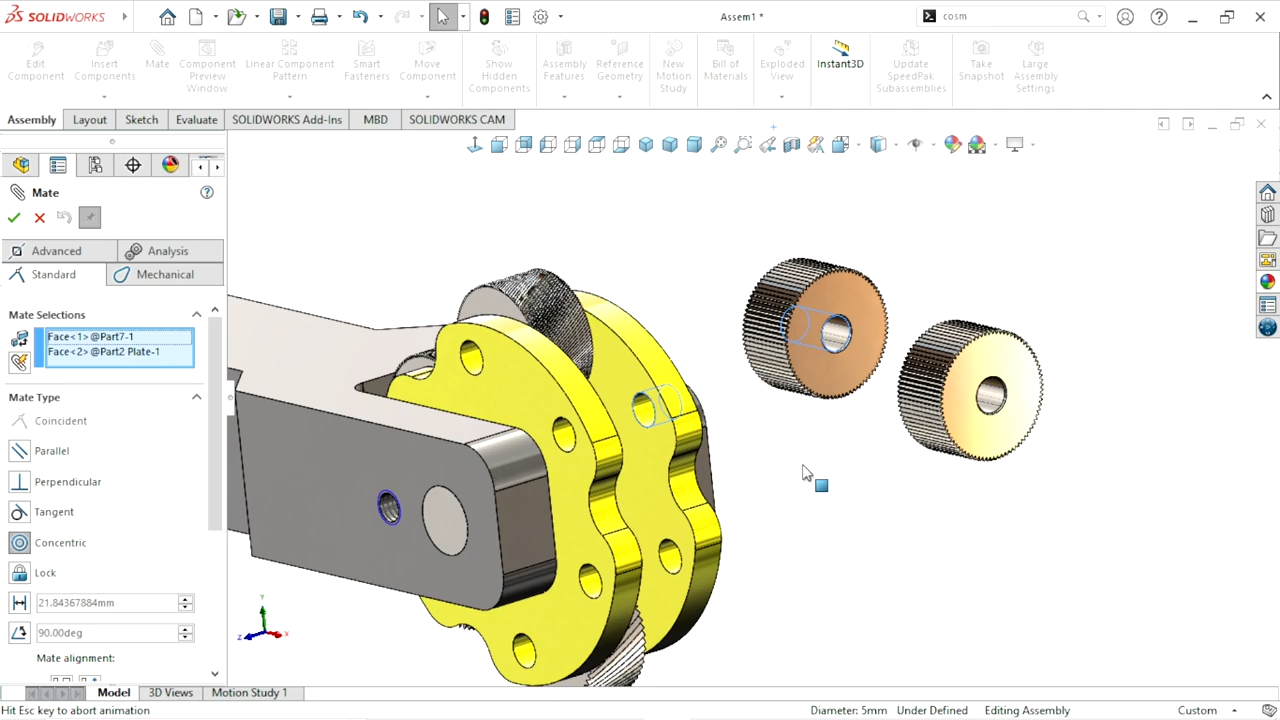 SOLIDWORKS
Assem1 *
cosm
Edit Component
Insert Components
Mate
Component Preview Window
Linear Component Pattern
Smart Fasteners
Move Component
Show Hidden Components
Assembly Features
Reference Geometry
New Motion Study
Bill of Materials
Exploded View
Instant3D
Update SpeedPak Subassemblies
Take Snapshot
Large Assembly Settings
Assembly
Layout
Sketch
Evaluate
SOLIDWORKS Add-Ins
MBD
SOLIDWORKS CAM
Mate
Advanced
Analysis
Standard
Mechanical
Mate Selections
Face<1>@Part7-1
Face<2>@Part2 Plate-1
Mate Type
Coincident
Parallel
Perpendicular
Tangent
Concentric
Lock
21.84367884mm
90.00deg
Mate alignment:
Y
Z
X
Model
3D Views
Motion Study 1
Hit Esc key to abort animation
Diameter: 5mm
Under Defined
Editing Assembly
Custom